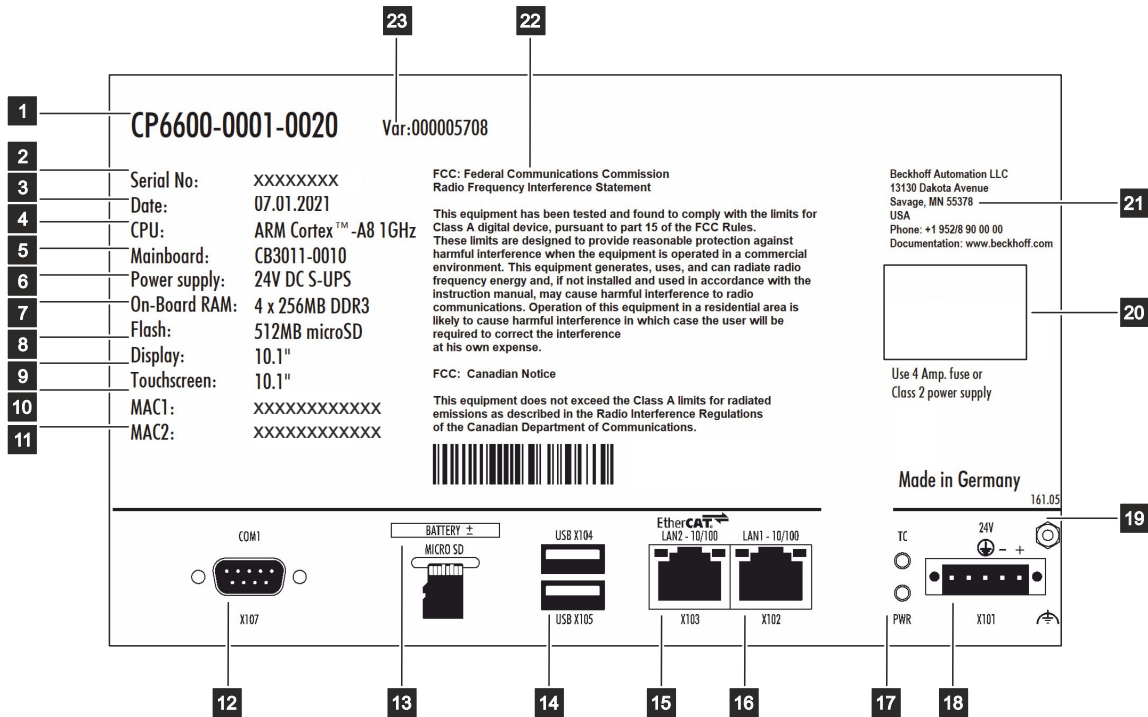 23
22
1
CP6600-0001-0020
Var:000005708
2
Serial No: XXXXXXXX
3
Date: 07.01.2021
4
CPU: ARM Cortex™-A8 1GHz
5
Mainboard: CB3011-0010
6
Power supply: 24V DC S-UPS
7
On-Board RAM: 4 x 256MB DDR3
8
Flash: 512MB microSD
9
Display: 10.1"
10
Touchscreen: 10.1"
11
MAC1: XXXXXXXXXXXX
MAC2: XXXXXXXXXXXX
FCC: Federal Communications Commission
Radio Frequency Interference Statement
This equipment has been tested and found to comply with the limits for
Class A digital device, pursuant to part 15 of the FCC Rules.
These limits are designed to provide reasonable protection against
harmful interference when the equipment is operated in a commercial
environment. This equipment generates, uses, and can radiate radio
frequency energy and, if not installed and used in accordance with the
instruction manual, may cause harmful interference to radio
communications. Operation of this equipment in a residential area is
likely to cause harmful interference in which case the user will be
required to correct the interference
at his own expense.
FCC: Canadian Notice
This equipment does not exceed the Class A limits for radiated
emissions as described in the Radio Interference Regulations
of the Canadian Department of Communications.
Beckhoff Automation LLC
13130 Dakota Avenue
Savage, MN 55378
USA
Phone: +1 952/8 90 00 00
Documentation: www.beckhoff.com
21
20
Use 4 Amp. fuse or
Class 2 power supply
Made in Germany
161.05
19
COM1
X107
BATTERY ±
MICRO SD
USB X104
USB X105
EtherCAT
LAN2 - 10/100
LAN1 - 10/100
X103
X102
TC
PWR
24V
- +
X101
12
13
14
15
16
17
18